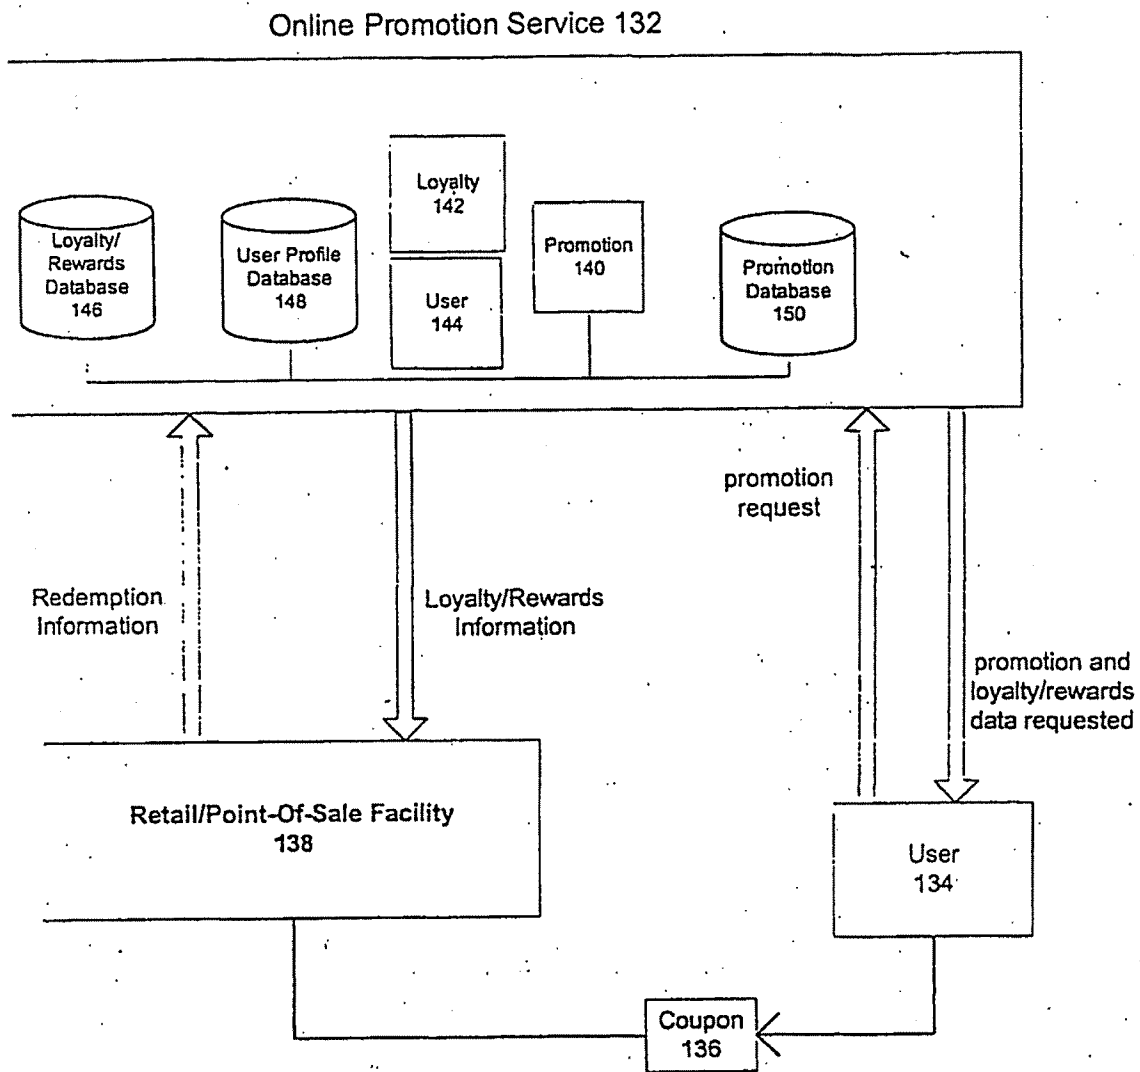 Online Promotion Service 132
Loyalty/
Rewards
Database
146
User Profile
Database
148
Loyalty
142
User
144
Promotion
140
Promotion
Database
150
Redemption
Information
Loyalty/Rewards
Information
promotion
request
promotion and
loyalty/rewards
data requested
Retail/Point-Of-Sale Facility
138
User
134
Coupon
136